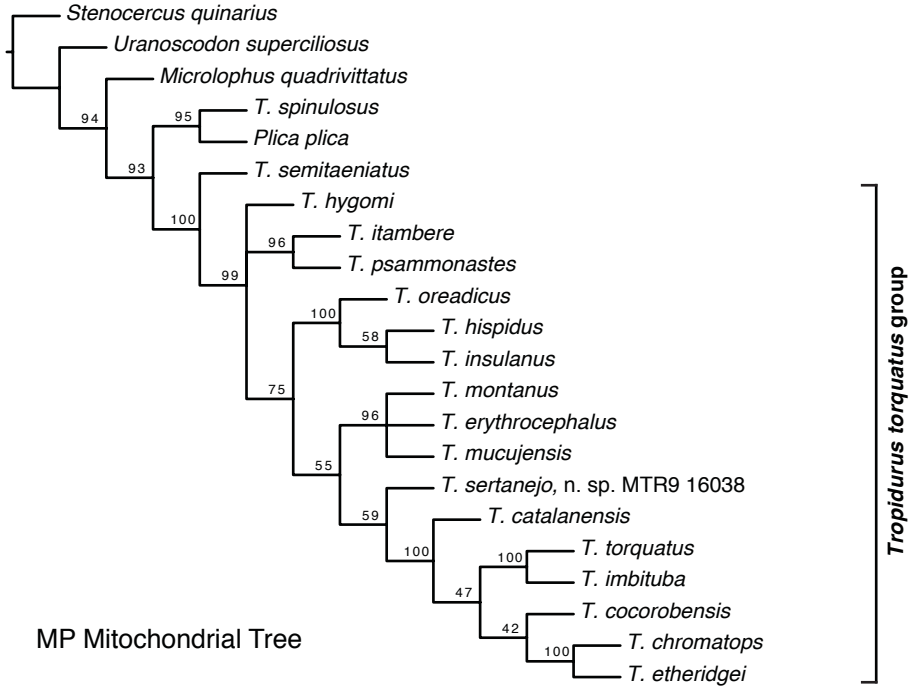 Stenocercus quinarius
Uranoscodon superciliosus
Microlophus quadrivittatus
94
T. spinulosus
95
Plica plica
93
T. semitaeniatus
100
T. hygomi
T. itambere
96
T. psammonastes
99
T. oreadicus
100
T. hispidus
58
T. insulanus
75
T. montanus
96
T. erythrocephalus
T. mucujensis
55
T. sertanejo, n. sp. MTR9 16038
59
T. catalanensis
100
T. torquatus
100
T. imbituba
47
T. cocorobensis
42
T. chromatops
100
T. etheridgei
Tropidurus torquatus group
MP Mitochondrial Tree